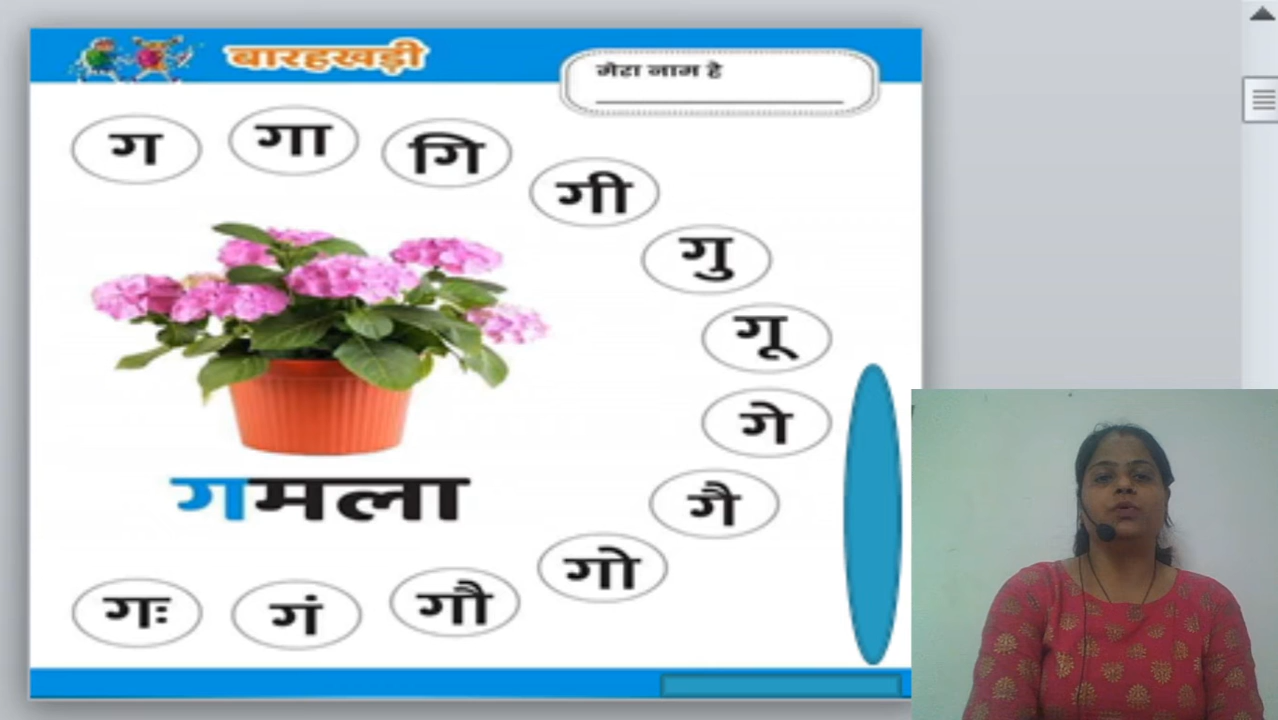 बारहखड़ी
मेरा नाम हे
ग
गा
गि
गी
गु
गू
गे
गै
गो
गौ
गं
गः
गमला